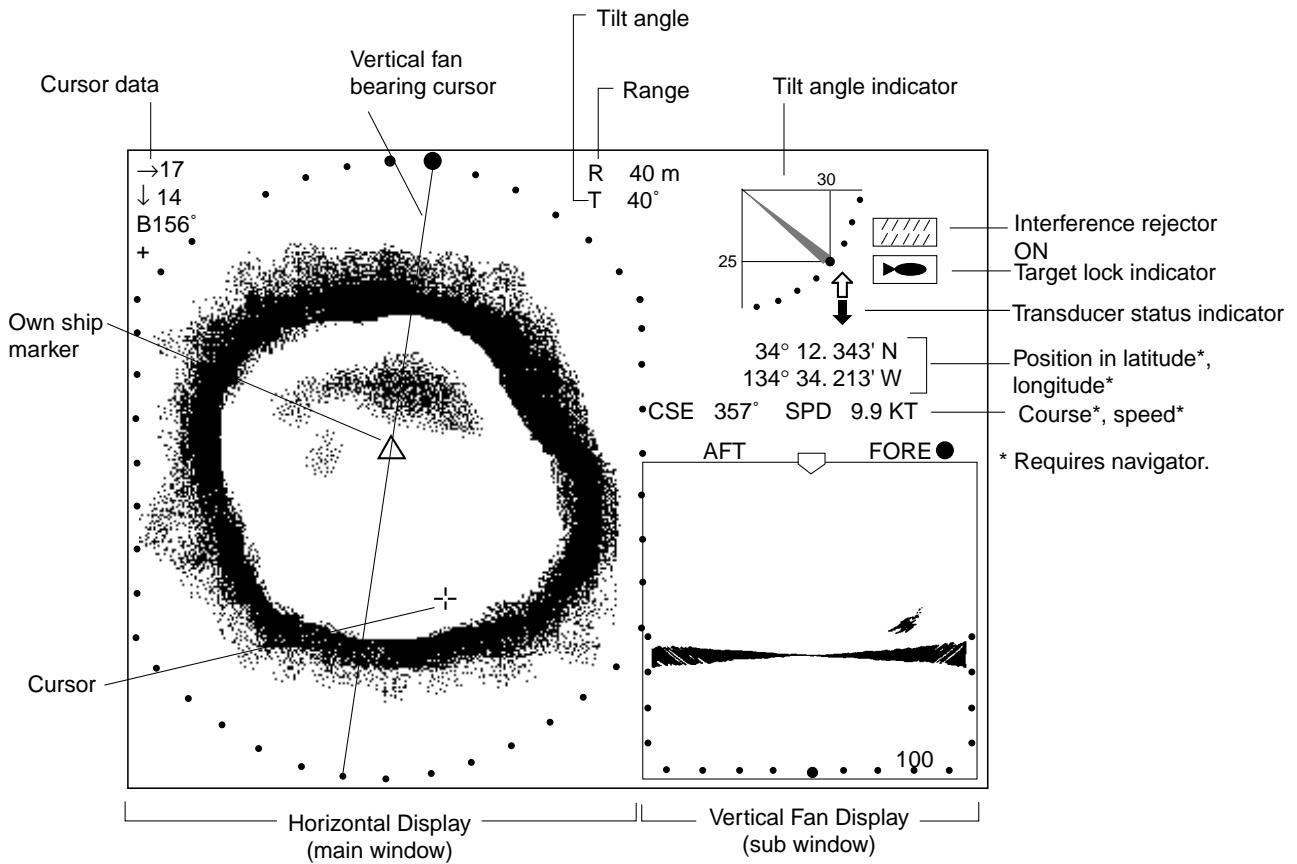 Tilt angle
Vertical fan
bearing cursor
Cursor data
Range
Tilt angle indicator
→17
↓ 14
B156°
+
R 40 m
T 40°
30
25
Interference rejector
ON
Target lock indicator
Transducer status indicator
Own ship
marker
34° 12. 343' N
134° 34. 213' W
Position in latitude*,
longitude*
CSE 357° SPD 9.9 KT
Course*, speed*
AFT
FORE
* Requires navigator.
Cursor
100
Horizontal Display
(main window)
Vertical Fan Display
(sub window)